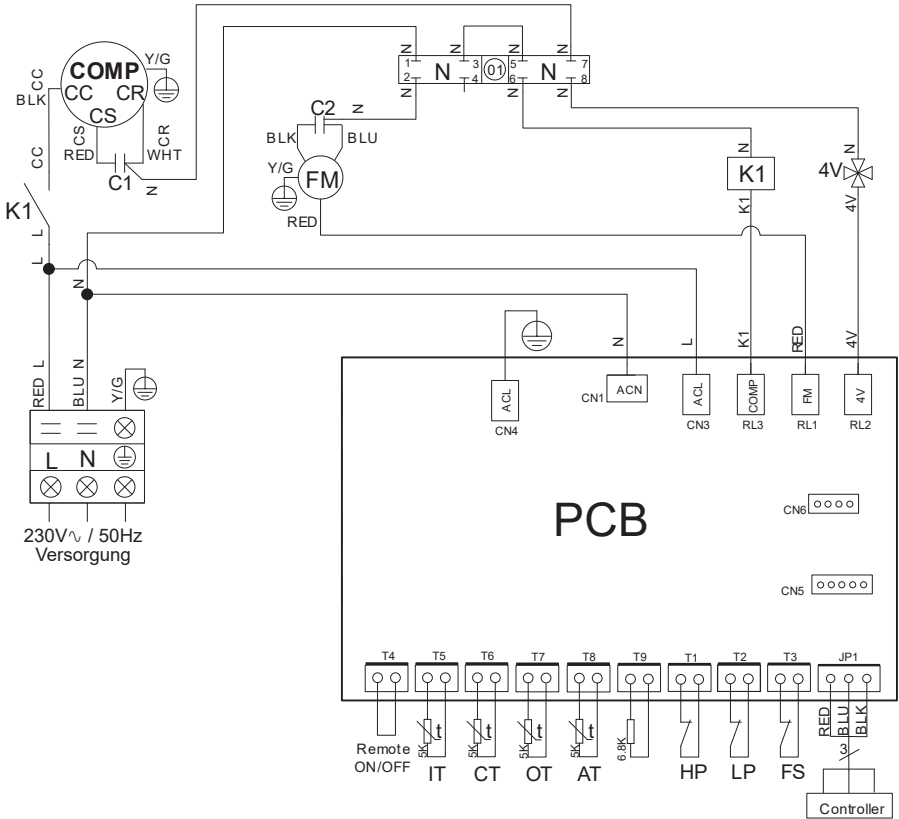 N
N
N
N
1
3
5
7
N
01
N
2
4
6
8
N
N
N
COMP
Y/G
CC
CR
CS
CC
BLK
CS
RED
CR
WHT
C1
N
CC
K1
L
L
N
C2
N
BLK
BLU
Y/G
FM
RED
N
K1
K1
N
4V
4V
RED L
BLU N
Y/G
L N
230V∿ / 50Hz
Versorgung
N
L
K1
RED
4V
ACL
CN4
CN1
ACN
ACL
CN3
COMP
RL3
FM
RL1
4V
RL2
PCB
CN6
CN5
T4
T5
T6
T7
T8
T9
T1
T2
T3
JP1
Remote
ON/OFF
5K
t
IT
5K
t
CT
5K
t
OT
5K
t
AT
6.8K
HP
LP
FS
RED
BLU
BLK
3
Controller